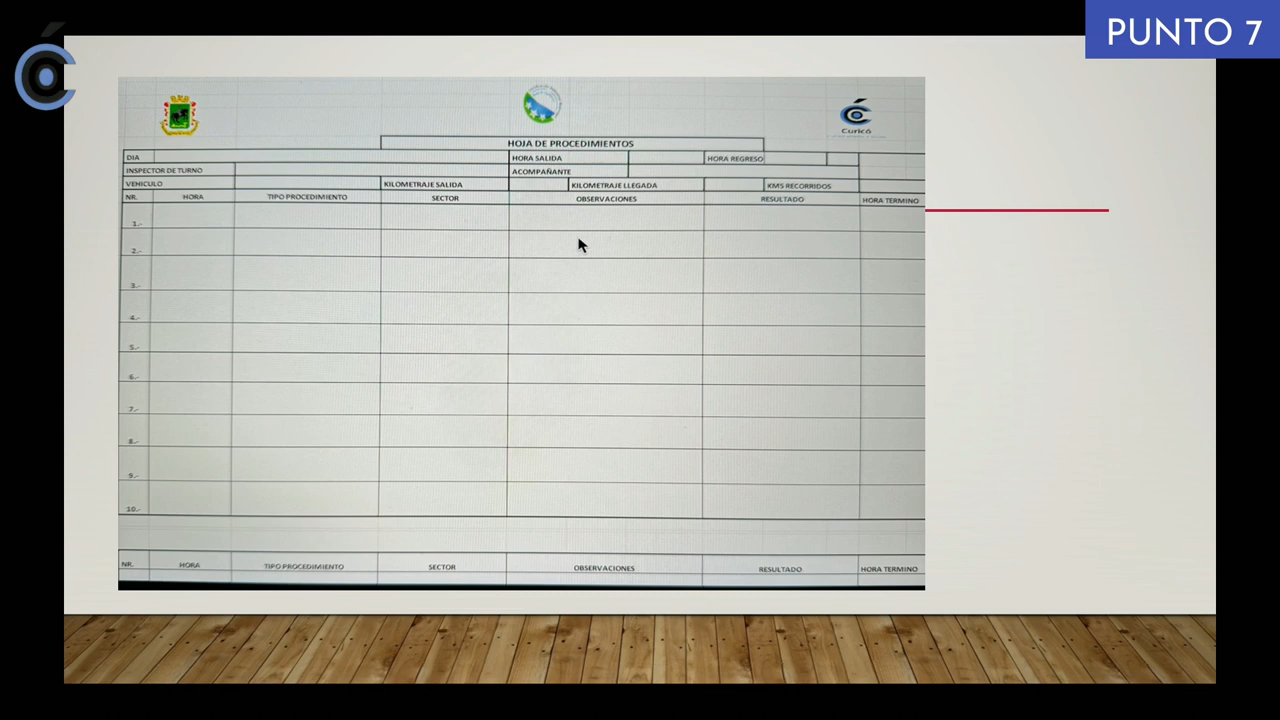 PUNTO 7
Curicó
HOJA DE PROCEDIMIENTOS
DIA HORA SALIDA HORA REGRESO
INSPECTOR DE TURNO ACOMPAÑANTE
VEHICULO KILOMETRAJE SALIDA KILOMETRAJE LLEGADA KMS RECORRIDOS
NR. HORA TIPO PROCEDIMIENTO SECTOR OBSERVACIONES RESULTADO HORA TERMINO
1.-
2.-
3.-
4.-
5.-
6.-
7.-
8.-
9.-
10.-
NR. HORA TIPO PROCEDIMIENTO SECTOR OBSERVACIONES RESULTADO HORA TERMINO